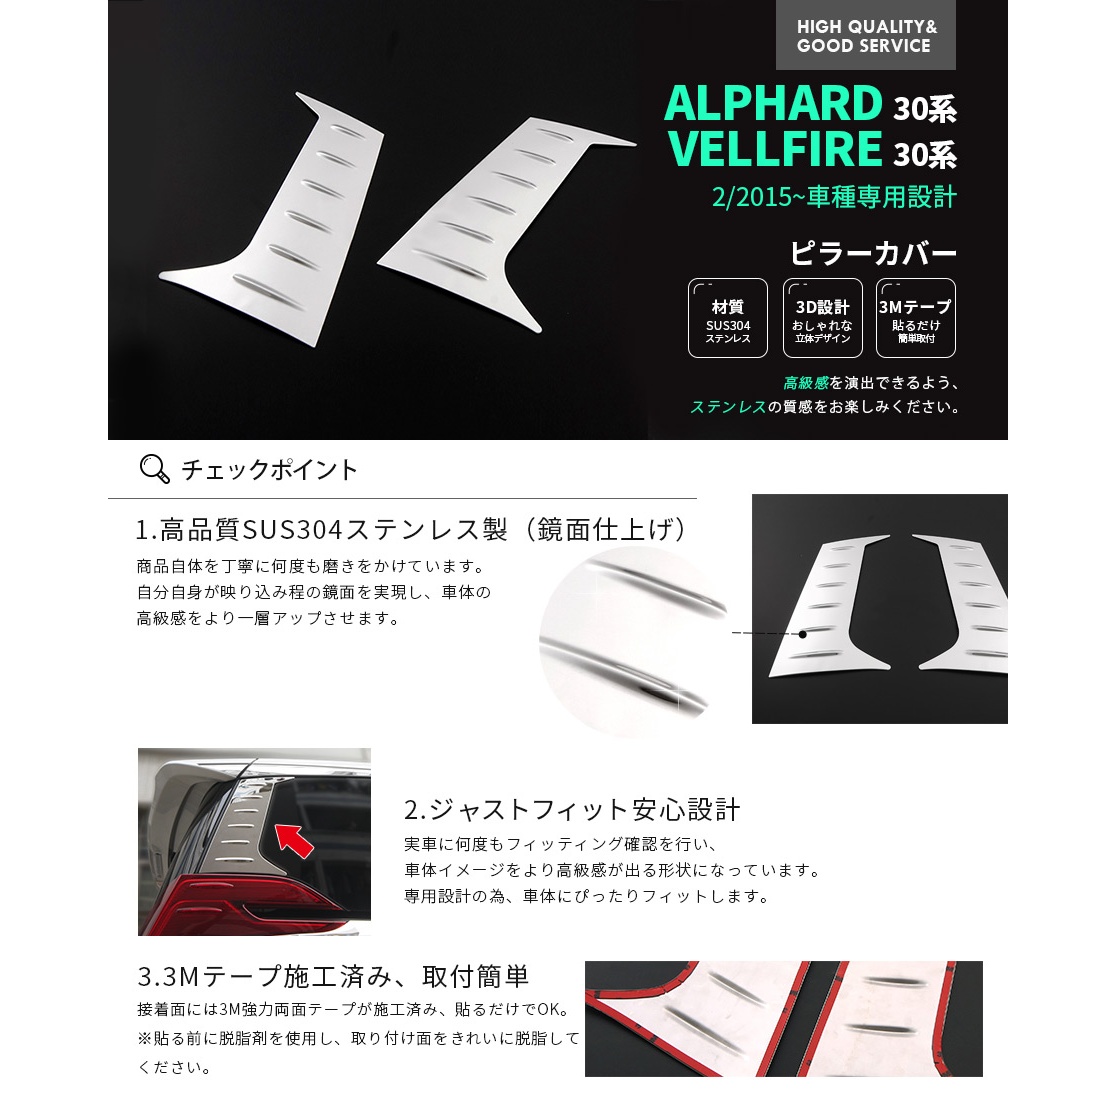 HIGH QUALITY&
GOOD SERVICE
ALPHARD 30系
VELLFIRE 30系
2/2015~車種専用設計
ピラーカバー
材質
SUS304
ステンレス
3D設計
おしゃれな
立体デザイン
3Mテープ
貼るだけ
簡単取付
高級感を演出できるよう、
ステンレスの質感をお楽しみください。
チェックポイント
1.高品質SUS304ステンレス製（鏡面仕上げ）
商品自体を丁寧に何度も磨きをかけています。
自分自身が映り込み程の鏡面を実現し、車体の
高級感をより一層アップさせます。
2.ジャストフィット安心設計
実車に何度もフィッティング確認を行い、
車体イメージをより高級感が出る形状になっています。
専用設計の為、車体にぴったりフィットします。
3.3Mテープ施工済み、取付簡単
接着面には3M強力両面テープが施工済み、貼るだけでOK。
※貼る前に脱脂剤を使用し、取り付け面をきれいに脱脂して
ください。